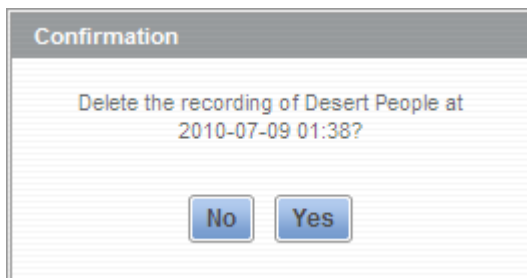 Confirmation
Delete the recording of Desert People at
2010-07-09 01:38?
No Yes